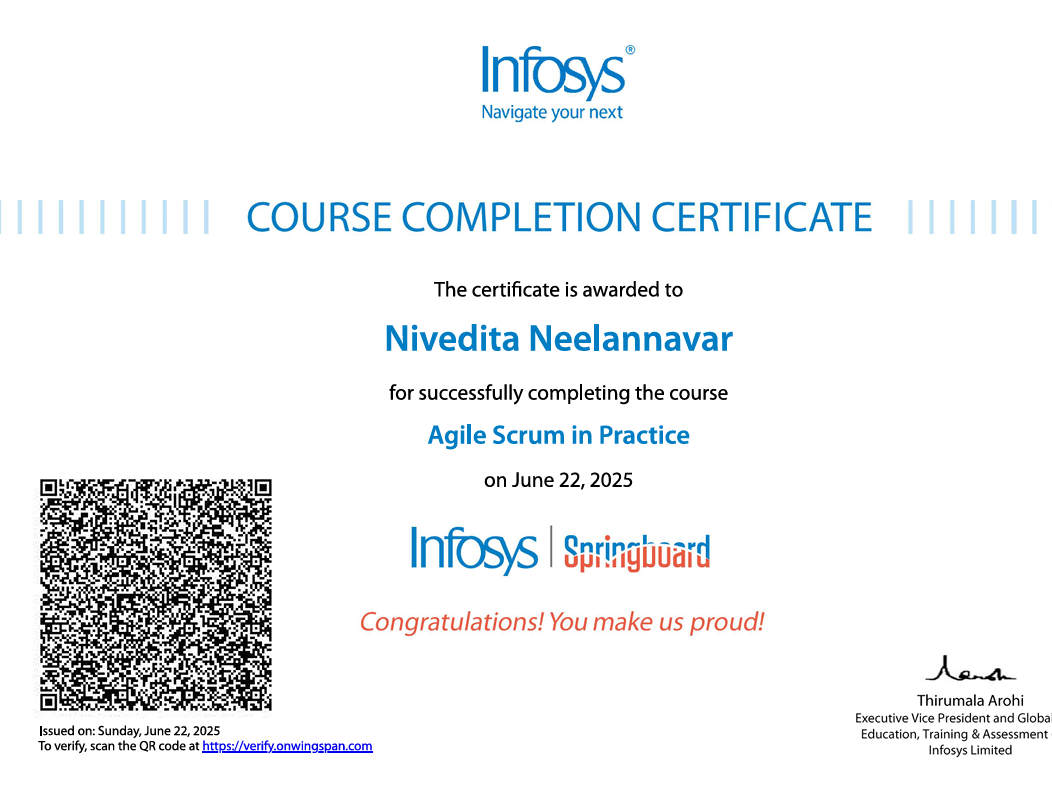 Infosys®
Navigate your next
COURSE COMPLETION CERTIFICATE
The certificate is awarded to
Nivedita Neelannavar
for successfully completing the course
Agile Scrum in Practice
on June 22, 2025
Infosys | Springboard
Congratulations! You make us proud!
Issued on: Sunday, June 22, 2025
To verify, scan the QR code at https://verify.onwingspan.com
Thirumala Arohi
Executive Vice President and Global
Education, Training & Assessment
Infosys Limited